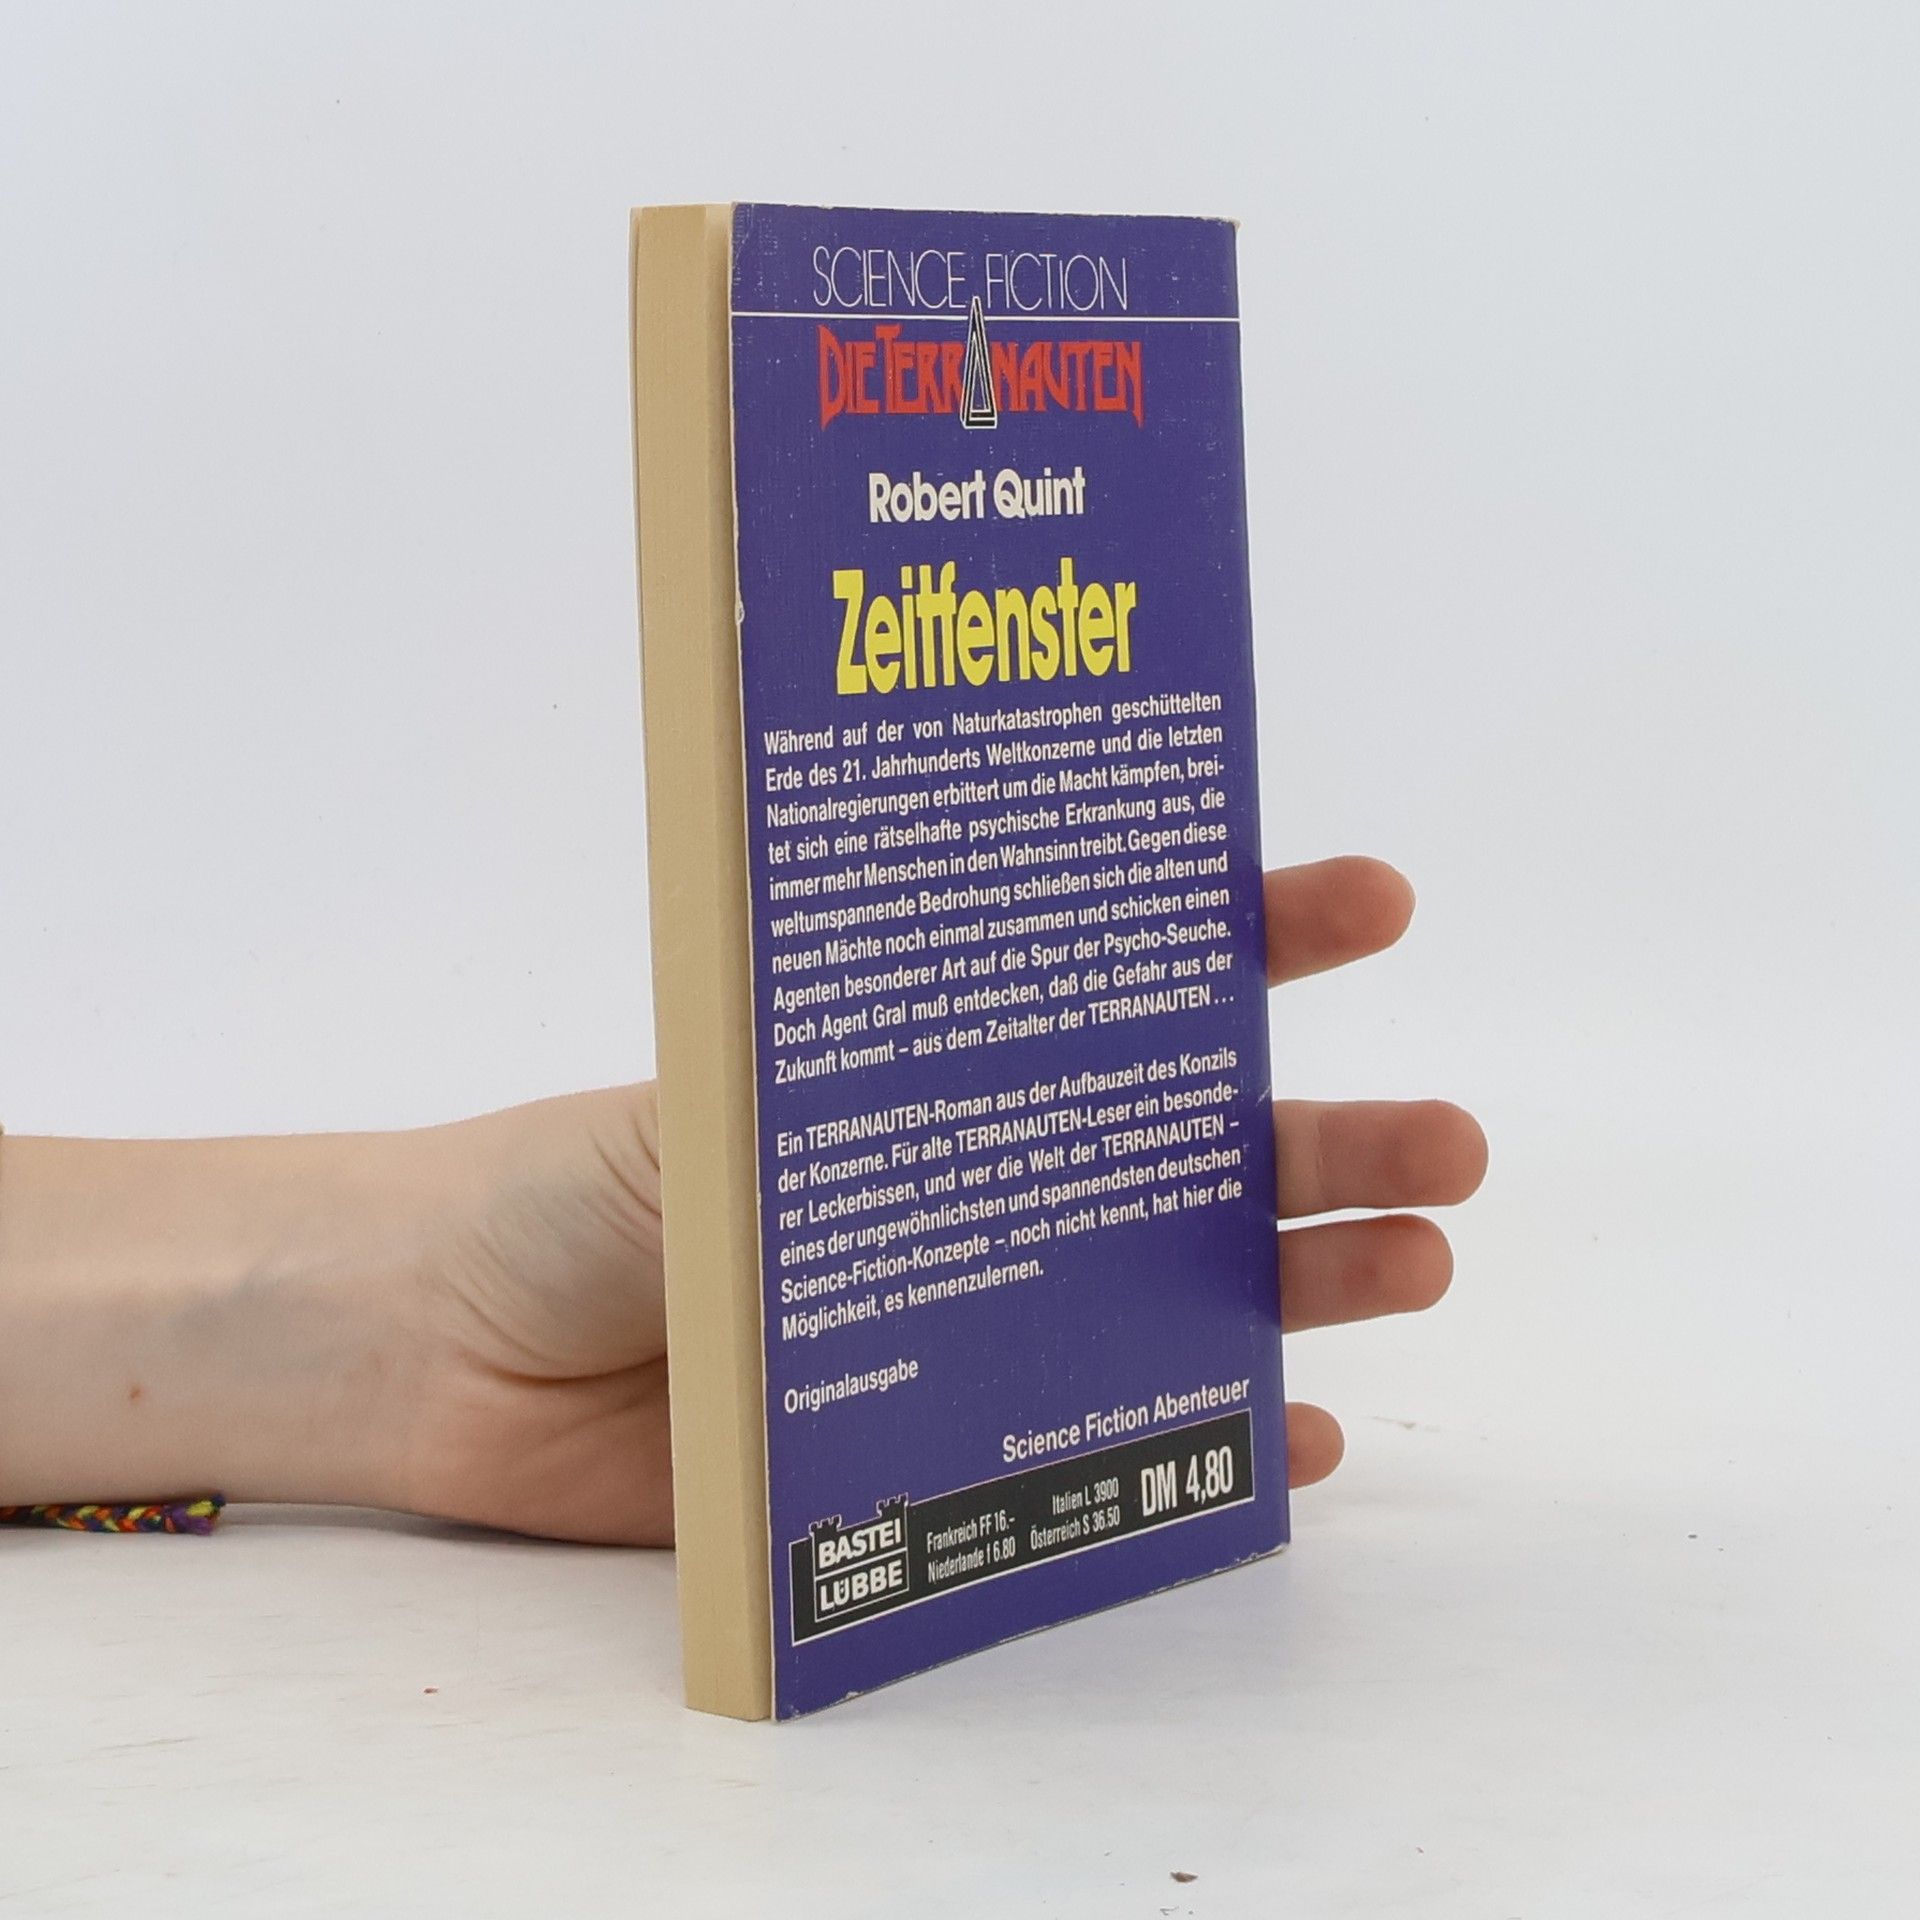 SCIENCE FICTION
DIE TERRANAUTEN
Robert Quint
Zeitfenster
Während auf der von Naturkatastrophen geschüttelten
Erde des 21. Jahrhunderts Weltkonzerne und die letzten
Nationalregierungen erbittert um die Macht kämpfen, brei-
tet sich eine rätselhafte psychische Erkrankung aus, die
immer mehr Menschen in den Wahnsinn treibt. Gegen diese
weltumspannende Bedrohung schließen sich die alten und
neuen Mächte noch einmal zusammen und schicken einen
Agenten besonderer Art auf die Spur der Psycho-Seuche.
Doch Agent Gral muß entdecken, daß die Gefahr aus der
Zukunft kommt – aus dem Zeitalter der TERRANAUTEN ...
Ein TERRANAUTEN-Roman aus der Aufbauzeit des Konzils
der Konzerne. Für alte TERRANAUTEN-Leser ein besonde-
rer Leckerbissen, und wer die Welt der TERRANAUTEN –
eines der ungewöhnlichsten und spannendsten deutschen
Science-Fiction-Konzepte – noch nicht kennt, hat hier die
Möglichkeit, es kennenzulernen.
Originalausgabe
Science Fiction Abenteuer
BASTEI
LÜBBE
Frankreich FF 16.-
Niederlande f 6.80
Italien L 3900
Österreich S 36.50
DM 4,80